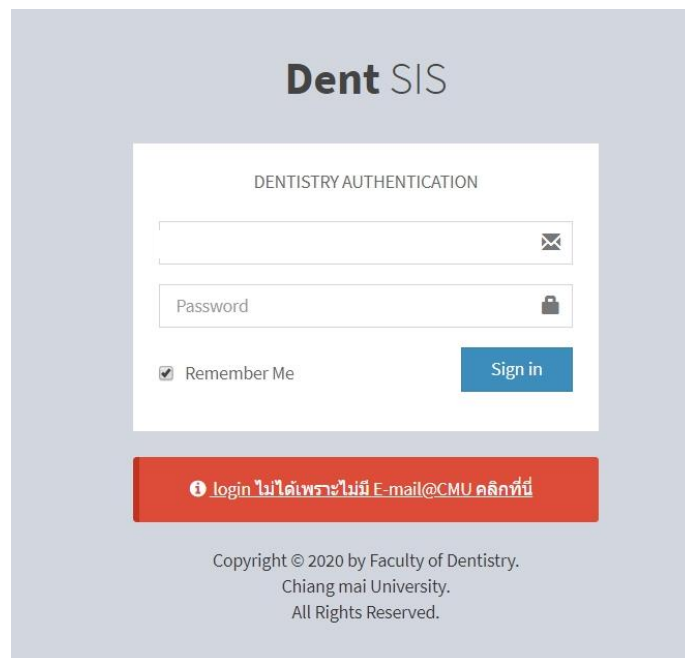 Dent SIS
DENTISTRY AUTHENTICATION
Password
Remember Me
Sign in
login ไม่ได้เพราะไม่มี E-mail@CMU คลิกที่นี่
Copyright © 2020 by Faculty of Dentistry.
Chiang mai University.
All Rights Reserved.